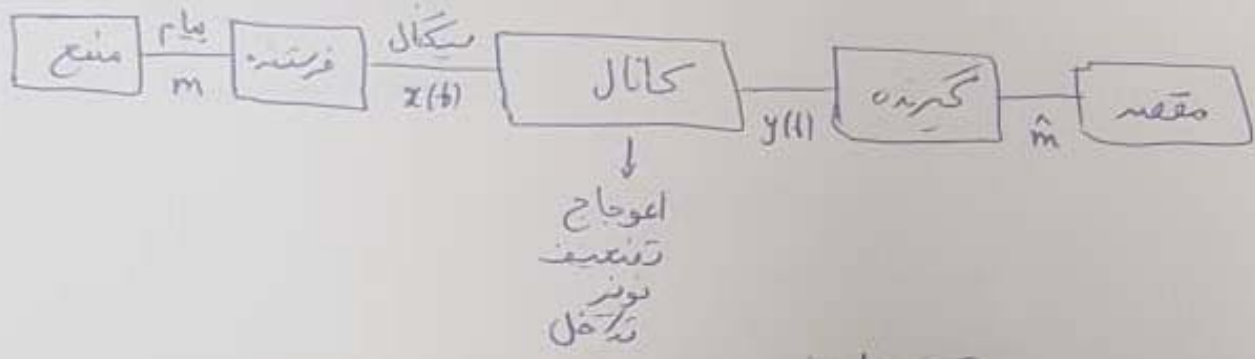 منبع
پیام
m
فرستنده
سیگنال
x(t)
کانال
y(t)
گیرنده
m̂
مقصد
اعوجاج
تضعیف
نویز
تداخل